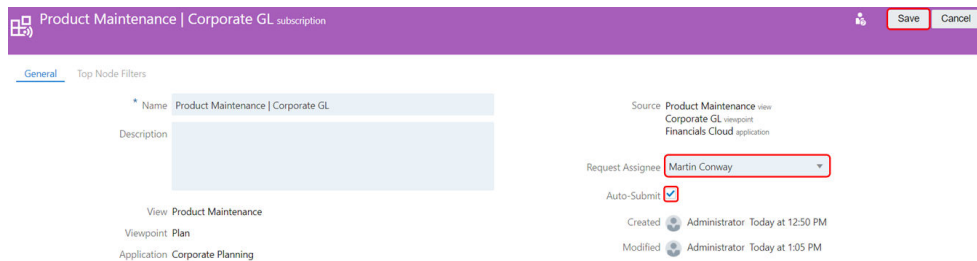 Product Maintenance | Corporate GL subscription
Save
Cancel
General
Top Node Filters
* Name
Product Maintenance | Corporate GL
Description
View Product Maintenance
Viewpoint Plan
Application Corporate Planning
Source Product Maintenance view
Corporate GL viewpoint
Financials Cloud application
Request Assignee Martin Conway
Auto-Submit
Created Administrator Today at 12:50 PM
Modified Administrator Today at 1:05 PM